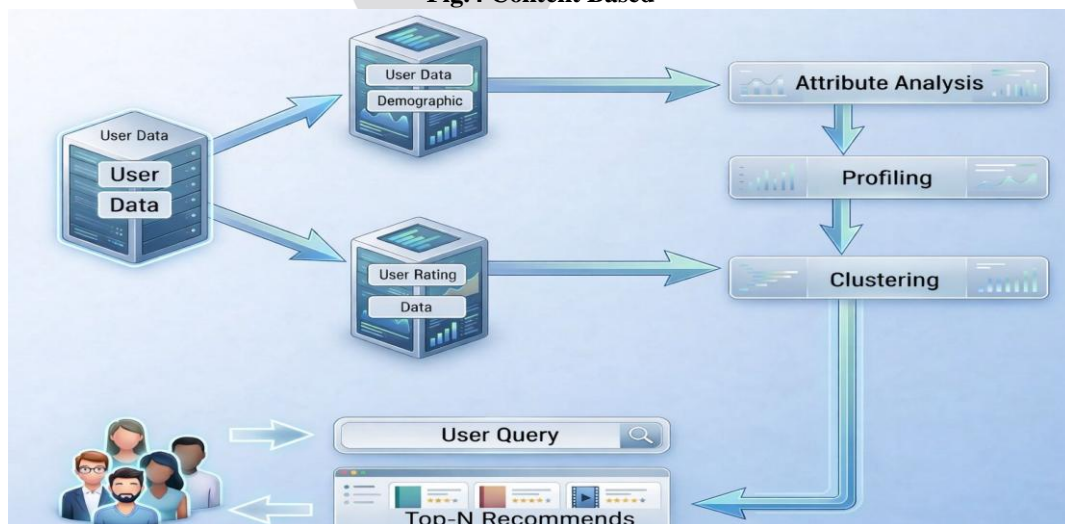 Fig.4 Content Based
User Data
Demographic
Attribute Analysis
User Data
User
Data
Profiling
User Rating
Data
Clustering
User Query
Top-N Recommends